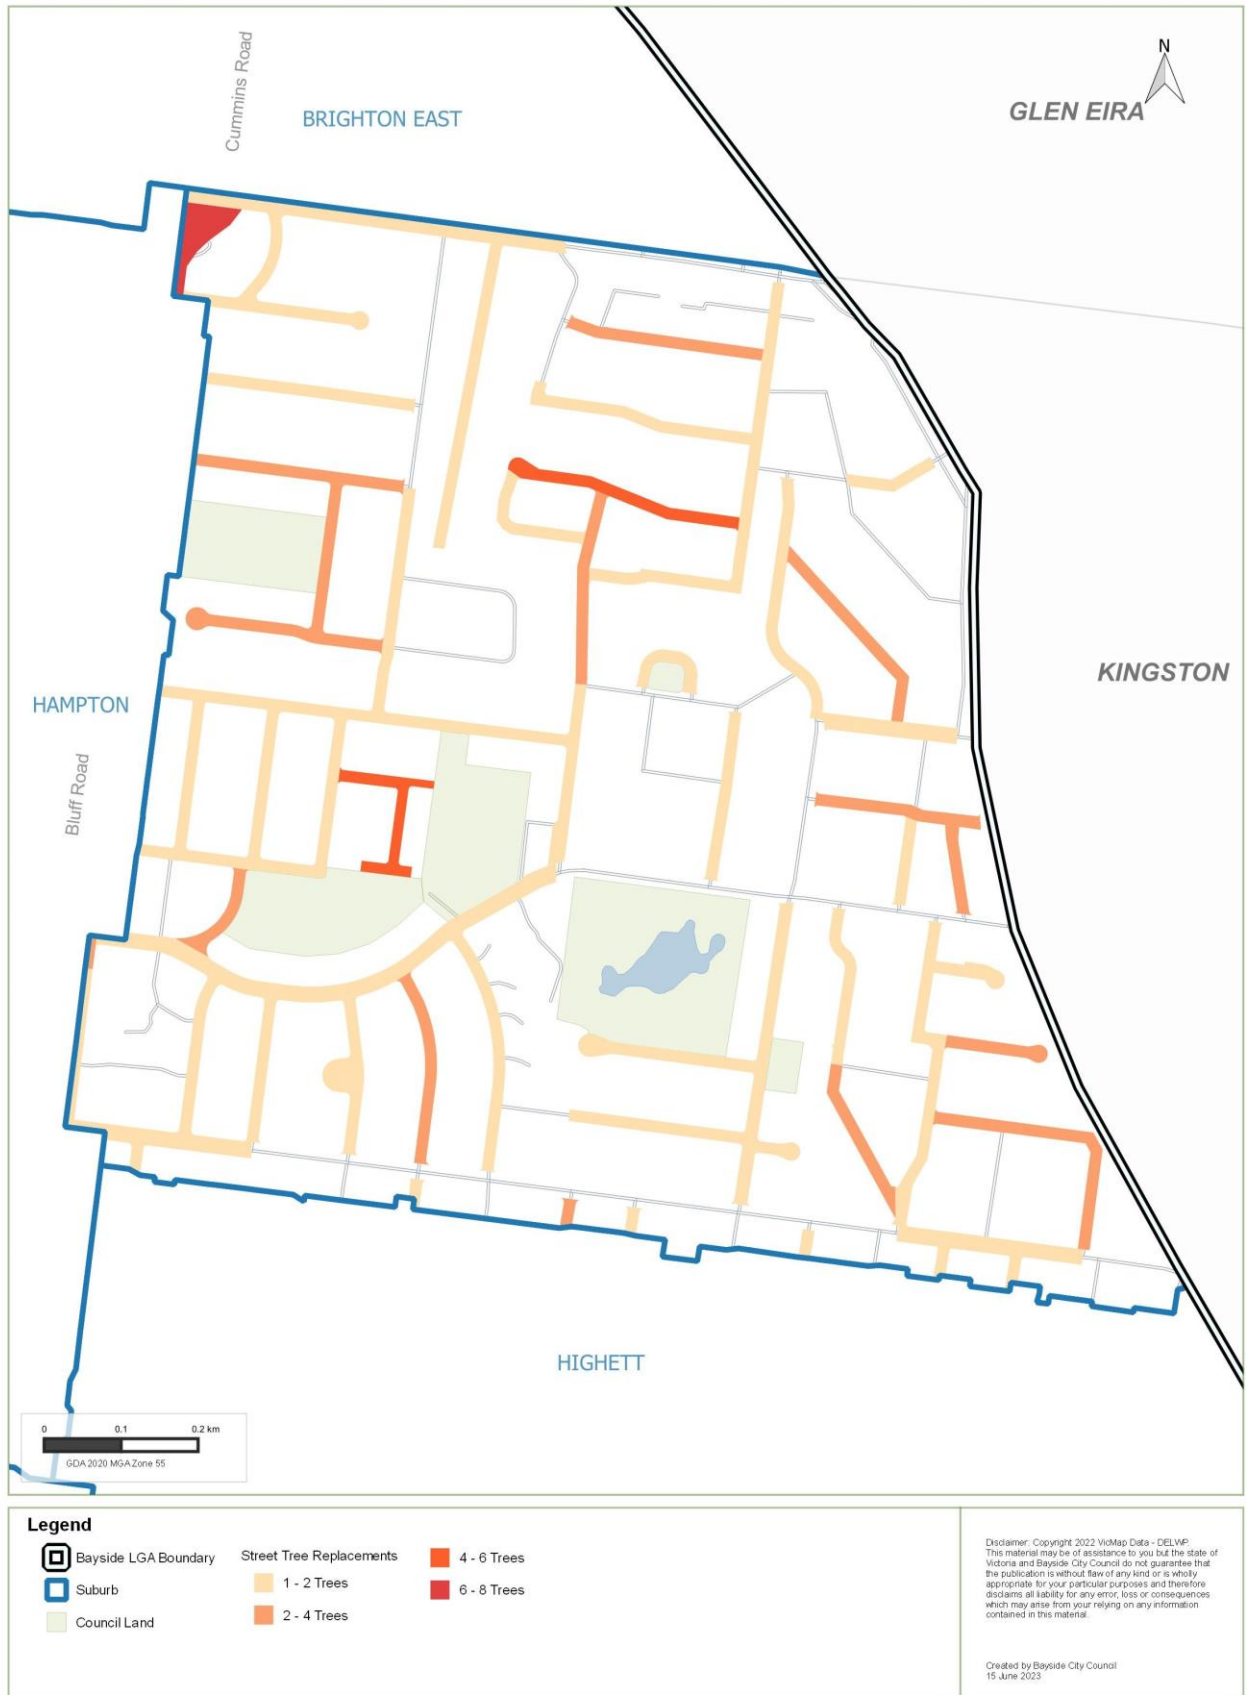 Cummins Road
BRIGHTON EAST
N
GLEN EIRA
KINGSTON
HAMPTON
Bluff Road
HIGHETT
0 0.1 0.2 km
GDA 2020 MGA Zone 55
Legend
Bayside LGA Boundary
Suburb
Council Land
Street Tree Replacements
1 - 2 Trees
2 - 4 Trees
4 - 6 Trees
6 - 8 Trees
Disclaimer: Copyright 2022 VicMap Data - DELWP.
This material may be of assistance to you but the state of
Victoria and Bayside City Council do not guarantee that
the publication is without flaw of any kind or is wholly
appropriate for your particular purposes and therefore
disclaims all liability for any error, loss or consequences
which may arise from your relying on any information
contained in this material.
Created by Bayside City Council
15 June 2023